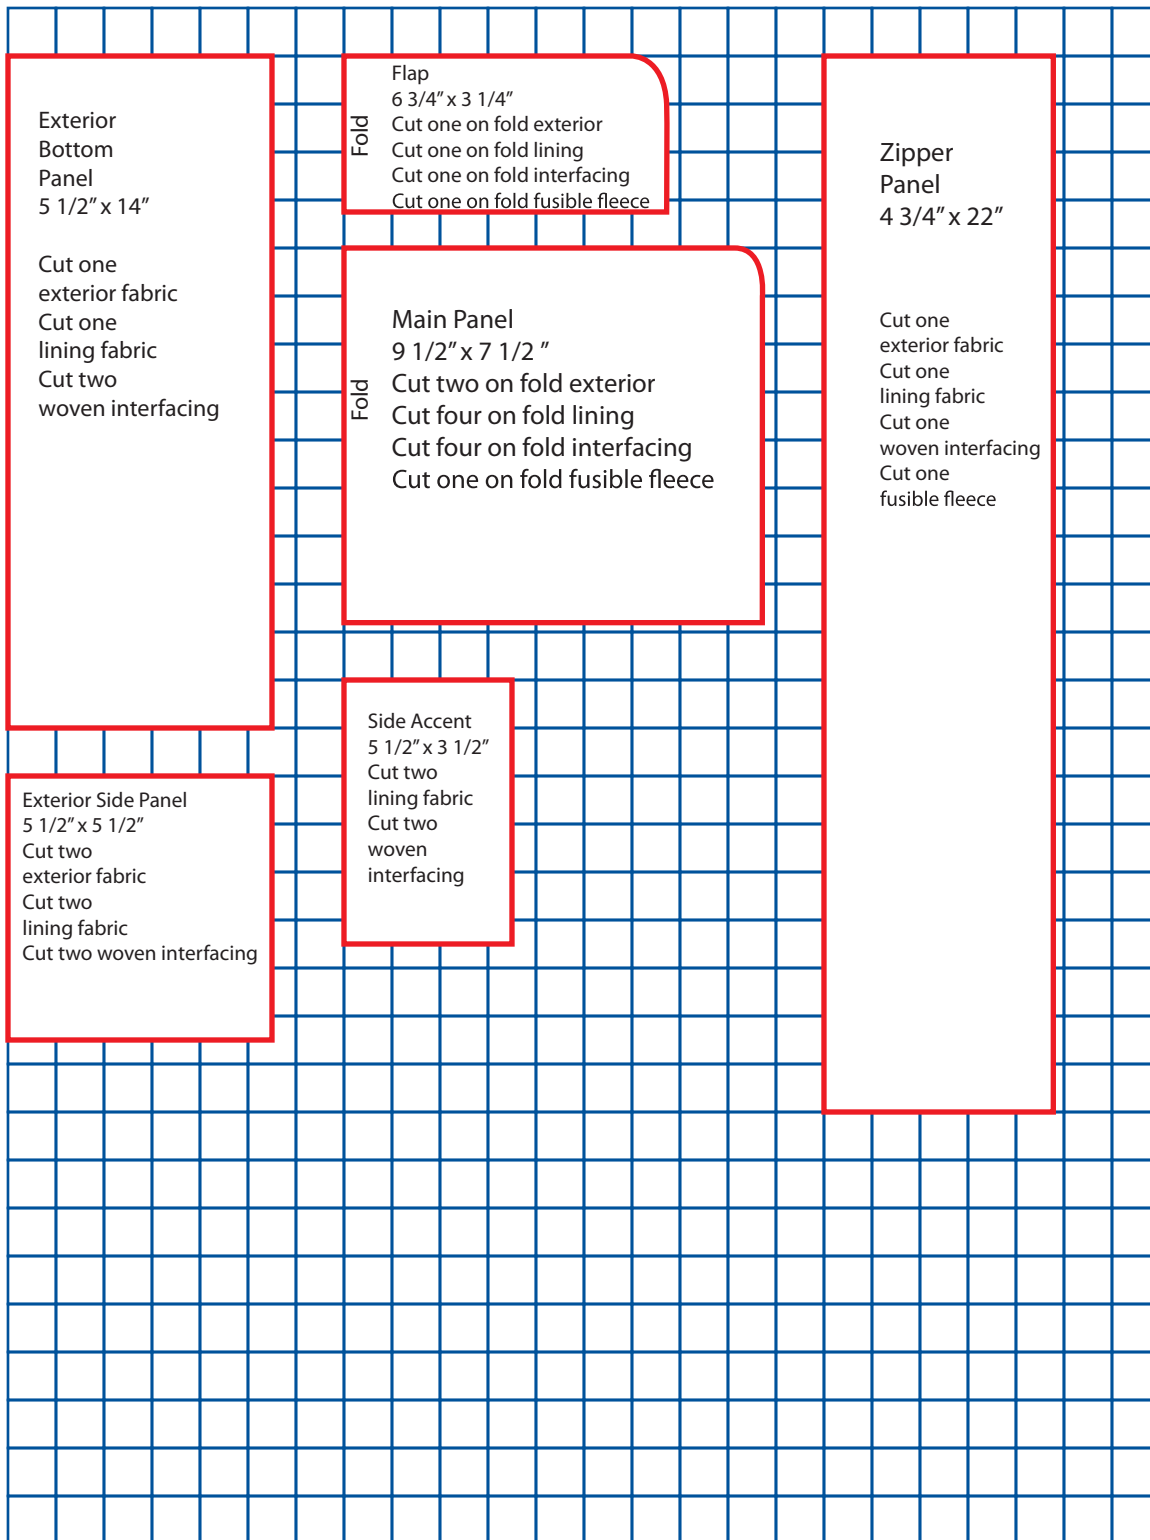 Exterior
Bottom
Panel
5 1/2” x 14”
Cut one
exterior fabric
Cut one
lining fabric
Cut two
woven interfacing
Fold
Flap
6 3/4” x 3 1/4”
Cut one on fold exterior
Cut one on fold lining
Cut one on fold interfacing
Cut one on fold fusible fleece
Fold
Main Panel
9 1/2” x 7 1/2 ”
Cut two on fold exterior
Cut four on fold lining
Cut four on fold interfacing
Cut one on fold fusible fleece
Zipper
Panel
4 3/4” x 22”
Cut one
exterior fabric
Cut one
lining fabric
Cut one
woven interfacing
Cut one
fusible fleece
Side Accent
5 1/2” x 3 1/2”
Cut two
lining fabric
Cut two
woven
interfacing
Exterior Side Panel
5 1/2” x 5 1/2”
Cut two
exterior fabric
Cut two
lining fabric
Cut two woven interfacing